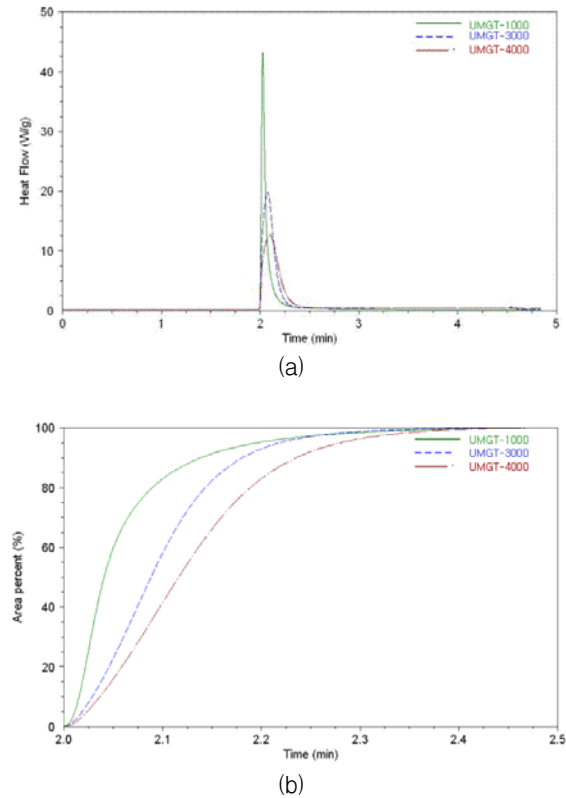 50
40
30
20
10
0
Heat Flow (W/g)
UMGT-1000
UMGT-3000
UMGT-4000
0 1 2 3 4 5
Time (min)
(a)
100
80
60
40
20
0
Area percent (%)
UMGT-1000
UMGT-3000
UMGT-4000
2.0 2.1 2.2 2.3 2.4 2.5
Time (min)
(b)